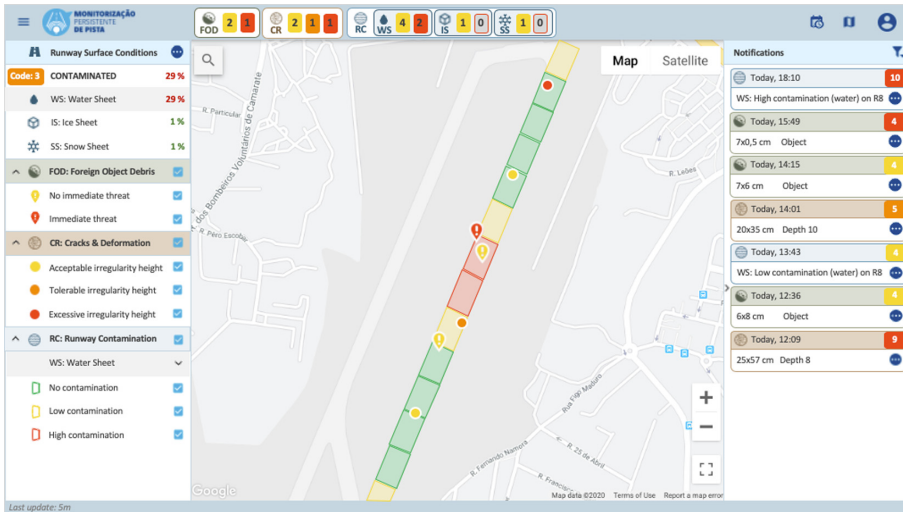 MONITORIZAÇÃO
PERSISTENTE
DE PISTA
FOD 2 1
CR 2 1 1
RC WS 4 2
IS 1 0
SS 1 0
Runway Surface Conditions
Code: 3 CONTAMINATED 29 %
WS: Water Sheet 29 %
IS: Ice Sheet 1 %
SS: Snow Sheet 1 %
FOD: Foreign Object Debris
No immediate threat
Immediate threat
CR: Cracks & Deformation
Acceptable irregularity height
Tolerable irregularity height
Excessive irregularity height
RC: Runway Contamination
WS: Water Sheet
No contamination
Low contamination
High contamination
Map Satellite
R. Particular
dos Bombeiros Voluntários de Camarate
R. Pero Escobar
R. Leões
Rua Figo Maduro
R. Fernando Namora
R. 25 de Abril
R. Francisco
Google
Map data ©2020 Terms of Use Report a map error
Notifications
Today, 18:10 10
WS: High contamination (water) on R8
Today, 15:49 4
7x0,5 cm Object
Today, 14:15 4
7x6 cm Object
Today, 14:01 5
20x35 cm Depth 10
Today, 13:43 4
WS: Low contamination (water) on R8
Today, 12:36 4
6x8 cm Object
Today, 12:09 9
25x57 cm Depth 8
Last update: 5m